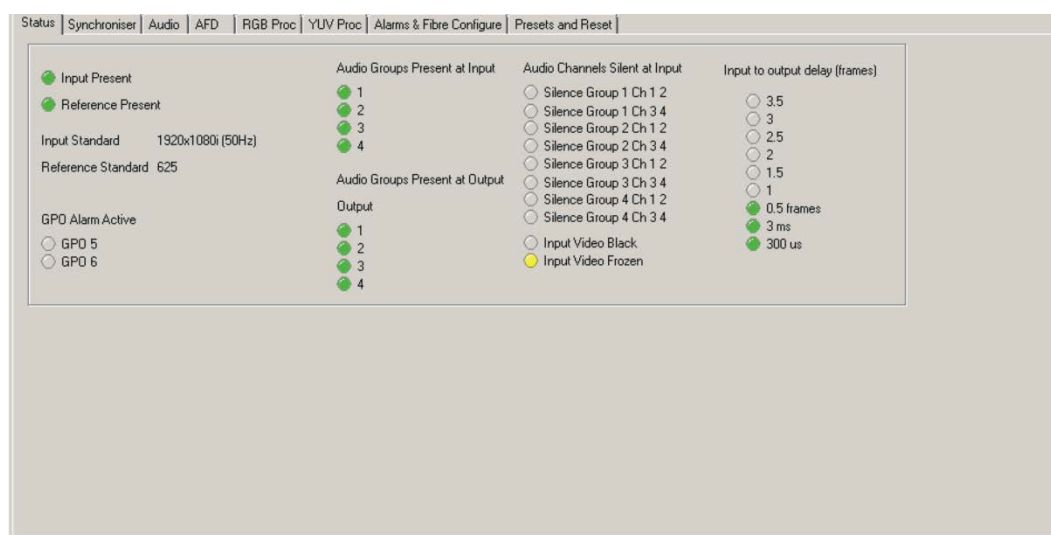 Status Synchroniser Audio AFD RGB Proc YUV Proc Alarms & Fibre Configure Presets and Reset
Input Present
Reference Present
Input Standard 1920x1080i (50Hz)
Reference Standard 625
GPO Alarm Active
GPO 5
GPO 6
Audio Groups Present at Input
1
2
3
4
Audio Groups Present at Output
Output
1
2
3
4
Audio Channels Silent at Input
Silence Group 1 Ch 1 2
Silence Group 1 Ch 3 4
Silence Group 2 Ch 1 2
Silence Group 2 Ch 3 4
Silence Group 3 Ch 1 2
Silence Group 3 Ch 3 4
Silence Group 4 Ch 1 2
Silence Group 4 Ch 3 4
Input Video Black
Input Video Frozen
Input to output delay (frames)
3.5
3
2.5
2
1.5
1
0.5 frames
3 ms
300 us